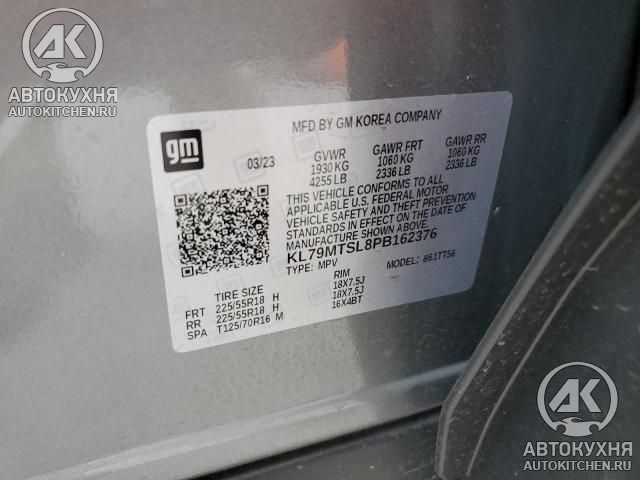 AK
АВТОКУХНЯ
AUTOKITCHEN.RU
MFD BY GM KOREA COMPANY
gm
03/23
GVWR GAWR FRT GAWR RR
1930 KG 1060 KG 1060 KG
4255 LB 2336 LB 2336 LB
THIS VEHICLE CONFORMS TO ALL
APPLICABLE U.S. FEDERAL MOTOR
VEHICLE SAFETY AND THEFT PREVENTION
STANDARDS IN EFFECT ON THE DATE OF
MANUFACTURE SHOWN ABOVE.
KL79MTSL8PB162376
TYPE: MPV MODEL: 861TT56
TIRE SIZE RIM
FRT 225/55R18 H 18X7.5J
RR 225/55R18 H 18X7.5J
SPA T125/70R16 M 16X4BT
AK
АВТОКУХНЯ
AUTOKITCHEN.RU